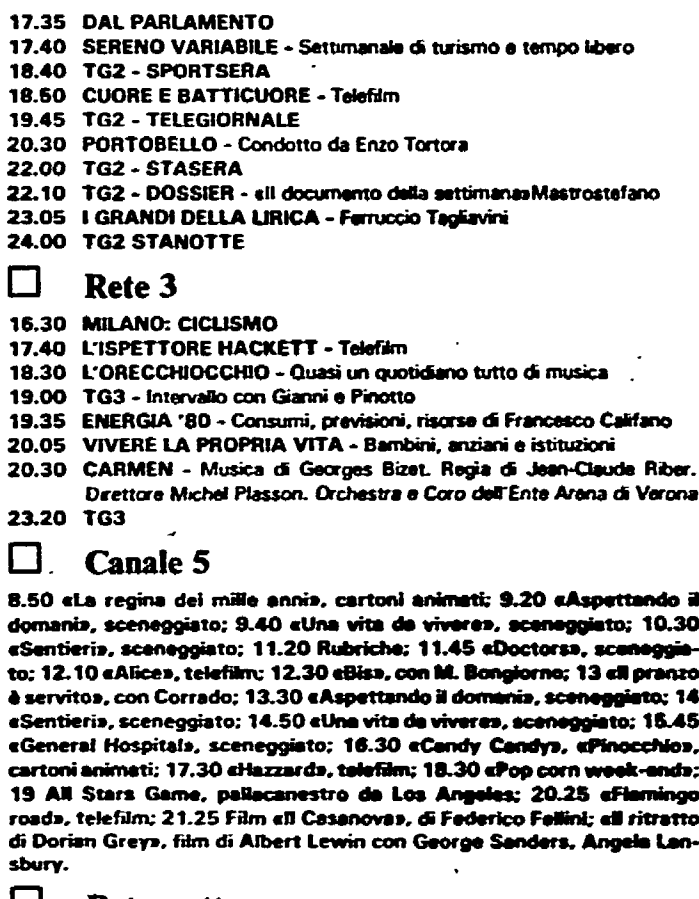 17.35 DAL PARLAMENTO
17.40 SERENO VARIABILE - Settimanale di turismo e tempo libero
18.40 TG2 - SPORTSERA
18.50 CUORE E BATTICUORE - Telefilm
19.45 TG2 - TELEGIORNALE
20.30 PORTOBELLO - Condotto da Enzo Tortora
22.00 TG2 - STASERA
22.10 TG2 - DOSSIER - «Il documento della settimana»Mastrostefano
23.05 I GRANDI DELLA LIRICA - Ferruccio Tagliavini
24.00 TG2 STANOTTE
Rete 3
16.30 MILANO: CICLISMO
17.40 L'ISPETTORE HACKETT - Telefilm
18.30 L'ORECCHIOCCHIO - Quasi un quotidiano tutto di musica
19.00 TG3 - Intervallo con Gianni e Pinotto
19.35 ENERGIA '80 - Consumi, previsioni, risorse di Francesco Califano
20.05 VIVERE LA PROPRIA VITA - Bambini, anziani e istituzioni
20.30 CARMEN - Musica di Georges Bizet. Regia di Jean-Claude Riber.
Direttore Michel Plasson. Orchestra e Coro dell'Ente Arena di Verona
23.20 TG3
Canale 5
8.50 «La regina dei mille anni», cartoni animati; 9.20 «Aspettando il
domani», sceneggiato; 9.40 «Una vita da vivere», sceneggiato; 10.30
«Sentieri», sceneggiato; 11.20 Rubriche; 11.45 «Doctors», sceneggia-
to; 12.10 «Alice», telefilm; 12.30 «Bis», con M. Bongiorno; 13 «Il pranzo
è servito», con Corrado; 13.30 «Aspettando il domani», sceneggiato; 14
«Sentieri», sceneggiato; 14.50 «Una vita da vivere», sceneggiato; 15.45
«General Hospital», sceneggiato; 16.30 «Candy Candy», «Pinocchio»,
cartoni animati; 17.30 «Hazzard», telefilm; 18.30 «Pop corn week-end»;
19 All Stars Game, pallacanestro da Los Angeles; 20.25 «Flamingo
road», telefilm; 21.25 Film «Il Casanova», di Federico Fellini; «Il ritratto
di Dorian Grey», film di Albert Lewin con George Sanders, Angela Lan-
sbury.